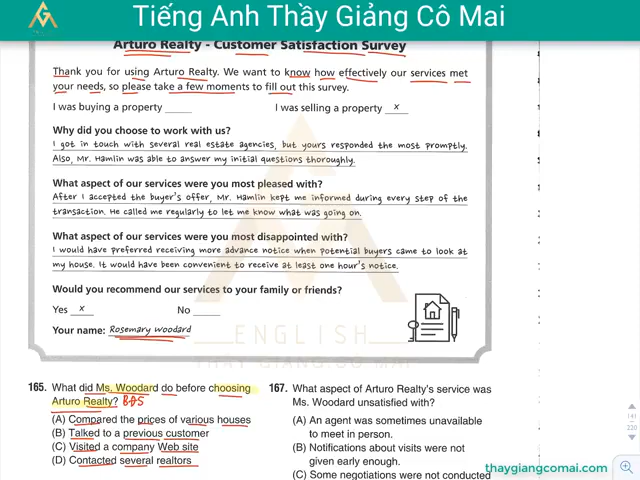 Tiếng Anh Thầy Giảng Cô Mai
Arturo Realty - Customer Satisfaction Survey
Thank you for using Arturo Realty. We want to know how effectively our services met
your needs, so please take a few moments to fill out this survey.
I was buying a property ____ I was selling a property x
Why did you choose to work with us?
I got in touch with several real estate agencies, but yours responded the most promptly.
Also, Mr. Hamlin was able to answer my initial questions thoroughly.
What aspect of our services were you most pleased with?
After I accepted the buyer's offer, Mr. Hamlin kept me informed during every step of the
transaction. He called me regularly to let me know what was going on.
What aspect of our services were you most disappointed with?
I would have preferred receiving more advance notice when potential buyers came to look at
my house. It would have been convenient to receive at least one hour's notice.
Would you recommend our services to your family or friends?
Yes x No ____
Your name: Rosemary Woodard
ENGLISH
THAY GIANG.CO MAI
165. What did Ms. Woodard do before choosing
Arturo Realty? BĐS
(A) Compared the prices of various houses
(B) Talked to a previous customer
(C) Visited a company Web site
(D) Contacted several realtors
167. What aspect of Arturo Realty's service was
Ms. Woodard unsatisfied with?
(A) An agent was sometimes unavailable
to meet in person.
(B) Notifications about visits were not
given early enough.
(C) Some negotiations were not conducted
141
220
thaygiangcomai.com